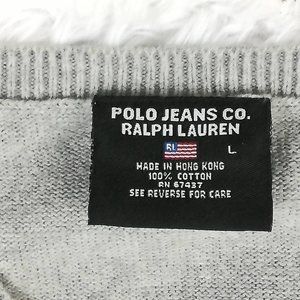 POLO JEANS CO.
RALPH LAUREN
RL
L
MADE IN HONG KONG
100% COTTON
RN 67437
SEE REVERSE FOR CARE